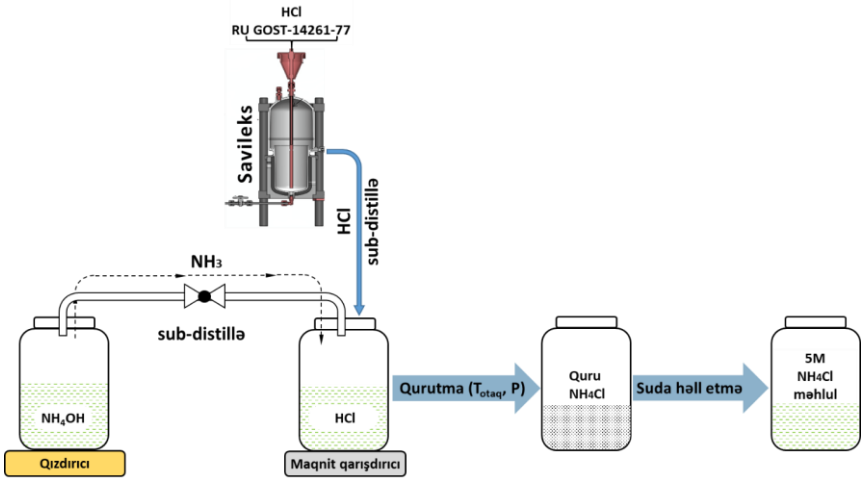 HCl
RU GOST-14261-77
Savileks
HCl
sub-distillə
NH₃
sub-distillə
NH₄OH
HCl
Qurutma (Tₒₜₐq, P)
Quru
NH₄Cl
Suda həll etmə
5M
NH₄Cl
məhlul
Qızdırıcı
Maqnit qarışdırıcı